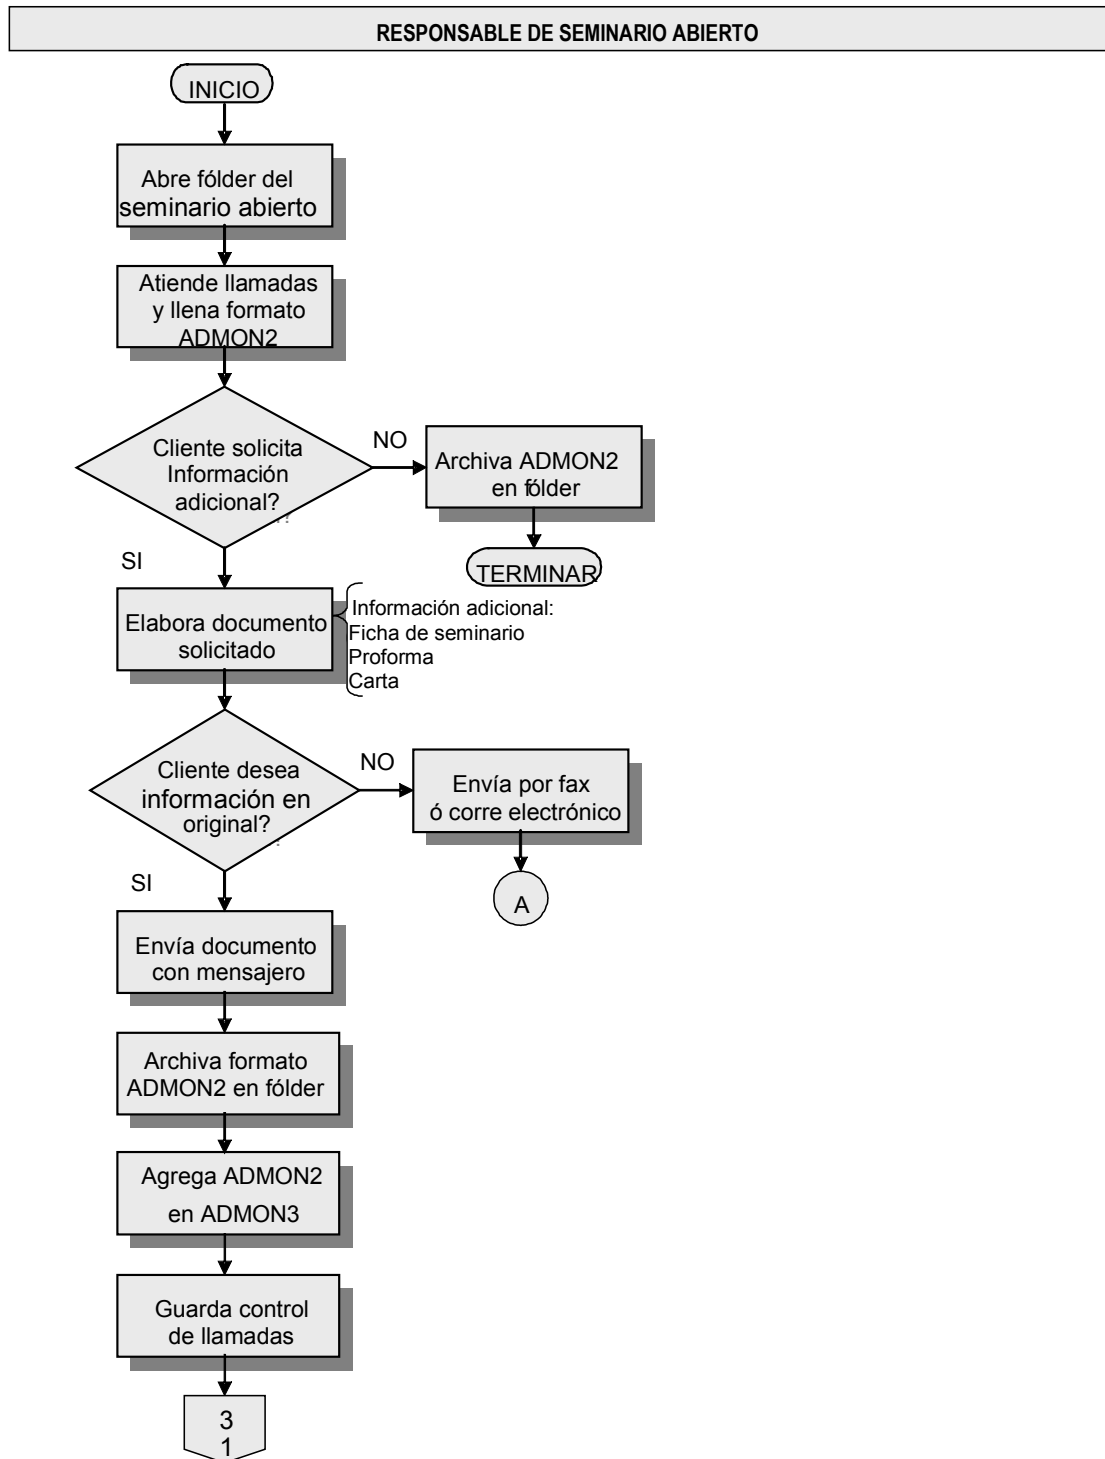 RESPONSABLE DE SEMINARIO ABIERTO
INICIO
Abre fólder del
seminario abierto
Atiende llamadas
y llena formato
ADMON2
Cliente solicita
Información
adicional?
NO
Archiva ADMON2
en fólder
TERMINAR
SI
Elabora documento
solicitado
Información adicional:
Ficha de seminario
Proforma
Carta
Cliente desea
información en
original?
NO
Envía por fax
ó corre electrónico
A
SI
Envía documento
con mensajero
Archiva formato
ADMON2 en fólder
Agrega ADMON2
en ADMON3
Guarda control
de llamadas
3
1